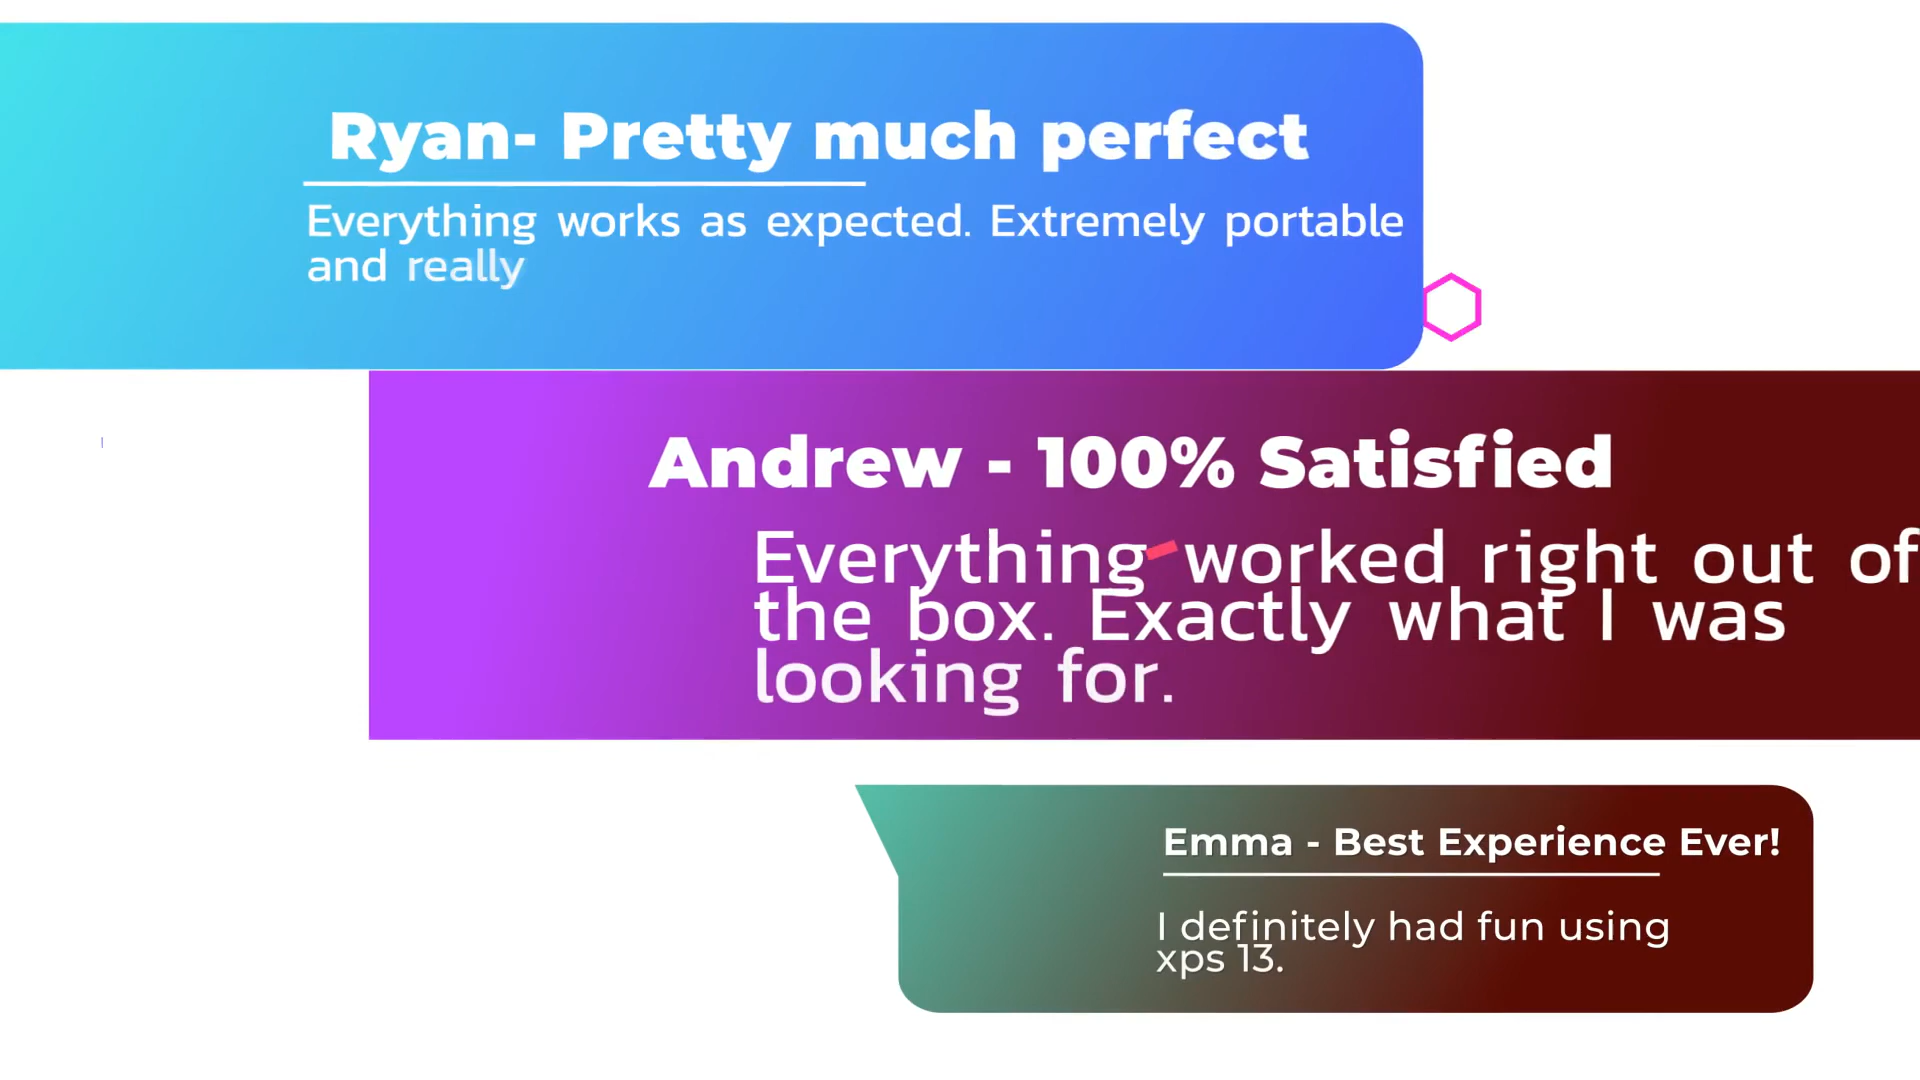 Ryan- Pretty much perfect
Everything works as expected. Extremely portable
and really
Andrew - 100% Satisfied
Everything worked right out of
the box. Exactly what I was
looking for.
Emma - Best Experience Ever!
I definitely had fun using
xps 13.